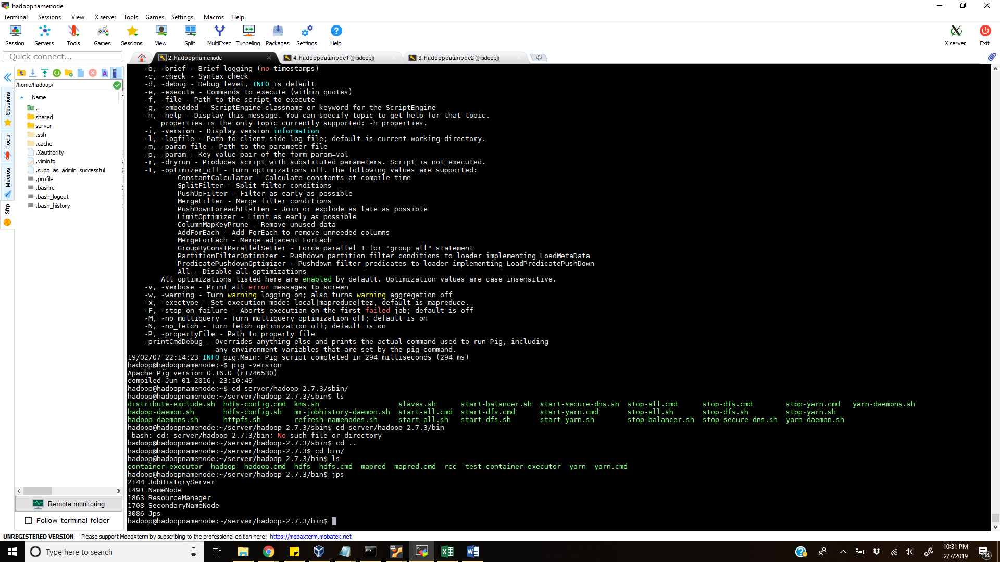 hadoopnamenode
Terminal Sessions View X server Tools Games Settings Macros Help
Session Servers Tools Games Sessions View Split MultiExec Tunneling Packages Settings Help X server Exit
Quick connect...
2. hadoopnamenode 4. hadoopdatanode1 ([hadoop]) 3. hadoopdatanode2 ([hadoop])
/home/hadoop/
Name
..
shared
server
.ssh
.cache
.Xauthority
.viminfo
.sudo_as_admin_successful
.profile
.bashrc
.bash_logout
.bash_history
Sessions
Tools
Macros
Sftp
Remote monitoring
Follow terminal folder
-b, -brief - Brief logging (no timestamps)
-c, -check - Syntax check
-d, -debug - Debug level, INFO is default
-e, -execute - Commands to execute (within quotes)
-f, -file - Path to the script to execute
-g, -embedded - ScriptEngine classname or keyword for the ScriptEngine
-h, -help - Display this message. You can specify topic to get help for that topic.
properties is the only topic currently supported: -h properties.
-i, -version - Display version information
-l, -logfile - Path to client side log file; default is current working directory.
-m, -param_file - Path to the parameter file
-p, -param - Key value pair of the form param=val
-r, -dryrun - Produces script with substituted parameters. Script is not executed.
-t, -optimizer_off - Turn optimizations off. The following values are supported:
ConstantCalculator - Calculate constants at compile time
SplitFilter - Split filter conditions
PushUpFilter - Filter as early as possible
MergeFilter - Merge filter conditions
PushDownForeachFlatten - Join or explode as late as possible
LimitOptimizer - Limit as early as possible
ColumnMapKeyPrune - Remove unused data
AddForEach - Add ForEach to remove unneeded columns
MergeForEach - Merge adjacent ForEach
GroupByConstParallelSetter - Force parallel 1 for "group all" statement
PartitionFilterOptimizer - Pushdown partition filter conditions to loader implementing LoadMetaData
PredicatePushdownOptimizer - Pushdown filter predicates to loader implementing LoadPredicatePushDown
All - Disable all optimizations
All optimizations listed here are enabled by default. Optimization values are case insensitive.
-v, -verbose - Print all error messages to screen
-w, -warning - Turn warning logging on; also turns warning aggregation off
-x, -exectype - Set execution mode: local|mapreduce|tez, default is mapreduce.
-F, -stop_on_failure - Aborts execution on the first failed job; default is off
-M, -no_multiquery - Turn multiquery optimization off; default is on
-N, -no_fetch - Turn fetch optimization off; default is on
-P, -propertyFile - Path to property file
-printCmdDebug - Overrides anything else and prints the actual command used to run Pig, including
any environment variables that are set by the pig command.
19/02/07 22:14:23 INFO pig.Main: Pig script completed in 294 milliseconds (294 ms)
hadoop@hadoopnamenode:~$ pig -version
Apache Pig version 0.16.0 (r1746530)
compiled Jun 01 2016, 23:10:49
hadoop@hadoopnamenode:~$ cd server/hadoop-2.7.3/sbin/
hadoop@hadoopnamenode:~/server/hadoop-2.7.3/sbin$ ls
distribute-exclude.sh hdfs-config.cmd kms.sh slaves.sh start-balancer.sh start-secure-dns.sh stop-all.cmd stop-dfs.cmd stop-yarn.cmd yarn-daemons.sh
hadoop-daemon.sh hdfs-config.sh mr-jobhistory-daemon.sh start-all.cmd start-dfs.cmd start-yarn.cmd stop-all.sh stop-dfs.sh stop-yarn.sh
hadoop-daemons.sh httpfs.sh refresh-namenodes.sh start-all.sh start-dfs.sh start-yarn.sh stop-balancer.sh stop-secure-dns.sh yarn-daemon.sh
hadoop@hadoopnamenode:~/server/hadoop-2.7.3/sbin$ cd server/hadoop-2.7.3/bin
-bash: cd: server/hadoop-2.7.3/bin: No such file or directory
hadoop@hadoopnamenode:~/server/hadoop-2.7.3/sbin$ cd ..
hadoop@hadoopnamenode:~/server/hadoop-2.7.3$ cd bin/
hadoop@hadoopnamenode:~/server/hadoop-2.7.3/bin$ ls
container-executor hadoop hadoop.cmd hdfs hdfs.cmd mapred mapred.cmd rcc test-container-executor yarn yarn.cmd
hadoop@hadoopnamenode:~/server/hadoop-2.7.3/bin$ jps
2144 JobHistoryServer
1491 NameNode
1863 ResourceManager
1708 SecondaryNameNode
3086 Jps
hadoop@hadoopnamenode:~/server/hadoop-2.7.3/bin$
UNREGISTERED VERSION - Please support MobaXterm by subscribing to the professional edition here: https://mobaxterm.mobatek.net
Type here to search
10:31 PM
2/7/2019
14